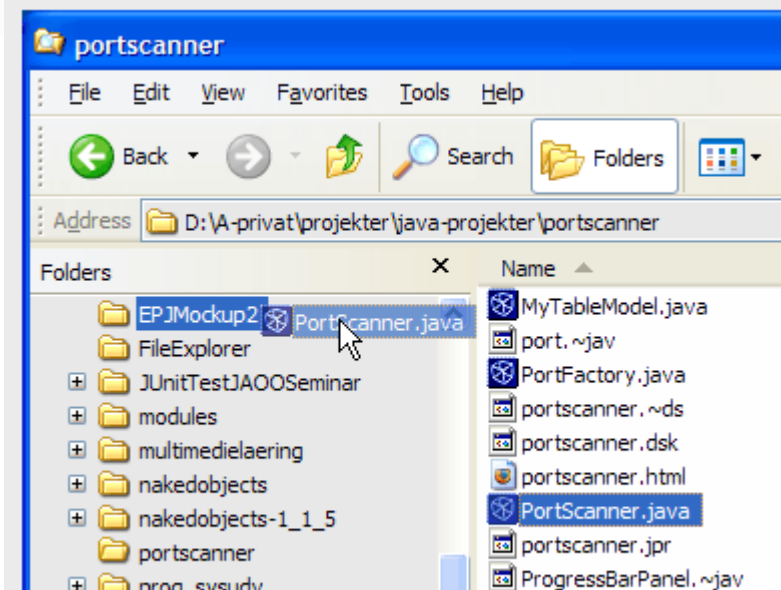 portscanner
File Edit View Favorites Tools Help
Back Search Folders
Address D:\A-privat\projekter\java-projekter\portscanner
Folders
EPJMockup2
PortScanner.java
FileExplorer
JUnitTestJAOOSeminar
modules
multimedielaering
nakedobjects
nakedobjects-1_1_5
portscanner
prog_sysudv
Name
MyTableModel.java
port.~jav
PortFactory.java
portscanner.~ds
portscanner.dsk
portscanner.html
PortScanner.java
portscanner.jpr
ProgressBarPanel.~jav